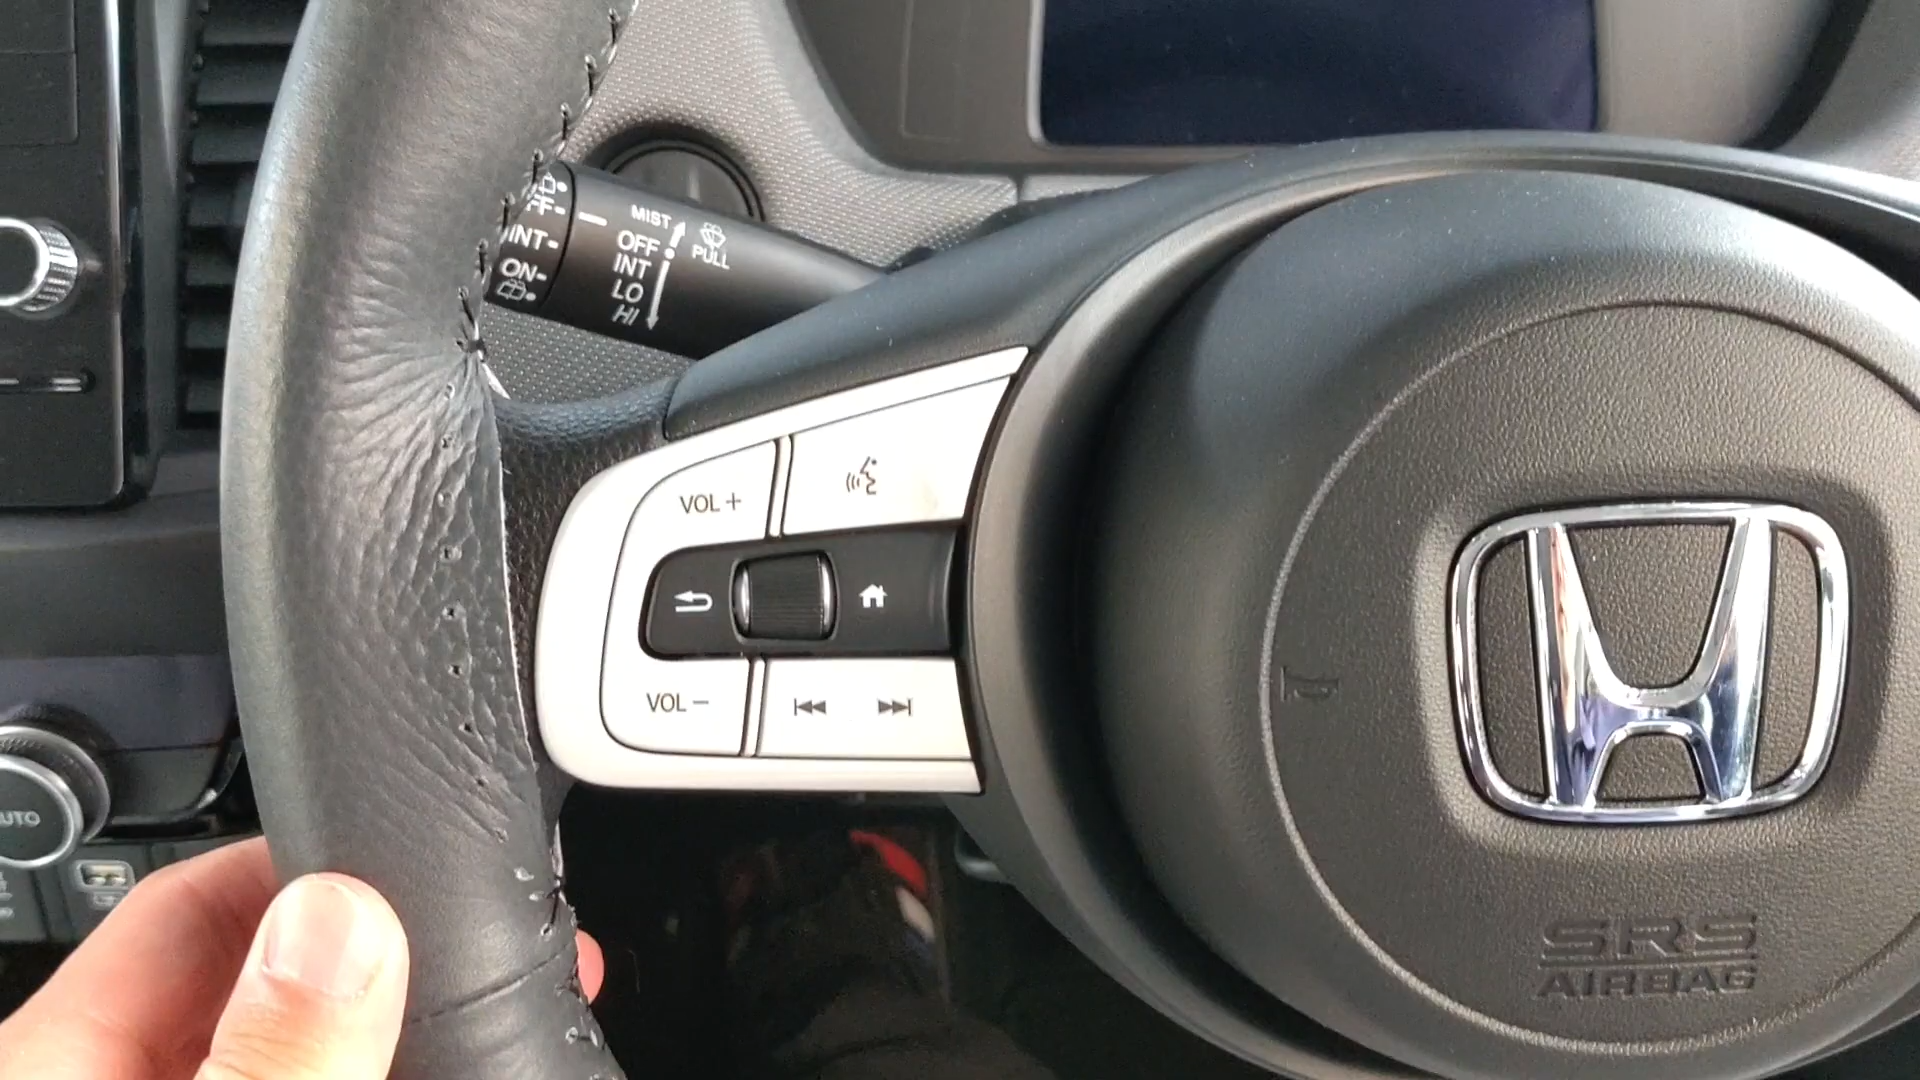 MIST
OFF
INT
LO
HI
PULL
INT-
ON-
VOL +
VOL −
SRS
AIRBAG